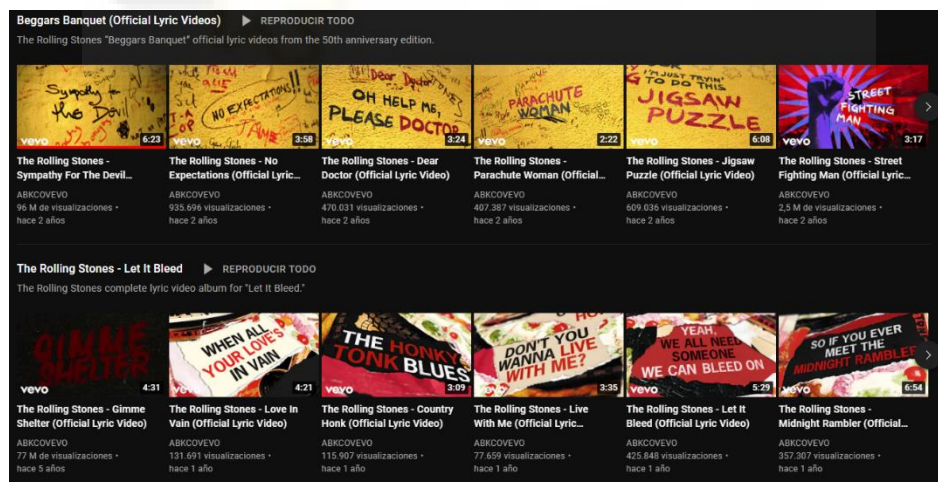 Beggars Banquet (Official Lyric Videos) REPRODUCIR TODO
The Rolling Stones "Beggars Banquet" official lyric videos from the 50th anniversary edition.
Sympathy for
the Devil
vevo
6:23
NO EXPECTATIONS!!
TAME
vevo
3:58
Dear Doctor
OH HELP ME,
PLEASE DOCTOR
vevo
3:24
PARACHUTE
WOMAN
vevo
2:22
I'M JUST TRYIN'
TO DO THIS
JIGSAW
PUZZLE
vevo
6:08
STREET
FIGHTING
MAN
vevo
3:17
The Rolling Stones -
Sympathy For The Devil...
ABKCOVEVO
96 M de visualizaciones •
hace 2 años
The Rolling Stones - No
Expectations (Official Lyric...
ABKCOVEVO
935.696 visualizaciones •
hace 2 años
The Rolling Stones - Dear
Doctor (Official Lyric Video)
ABKCOVEVO
470.031 visualizaciones •
hace 2 años
The Rolling Stones -
Parachute Woman (Official...
ABKCOVEVO
407.387 visualizaciones •
hace 2 años
The Rolling Stones - Jigsaw
Puzzle (Official Lyric Video)
ABKCOVEVO
609.036 visualizaciones •
hace 2 años
The Rolling Stones - Street
Fighting Man (Official Lyric...
ABKCOVEVO
2,5 M de visualizaciones •
hace 2 años
The Rolling Stones - Let It Bleed REPRODUCIR TODO
The Rolling Stones complete lyric video album for "Let It Bleed."
GIMME
SHELTER
vevo
4:31
WHEN ALL
YOUR LOVE'S
IN VAIN
vevo
4:21
THE HONKY
TONK BLUES
vevo
3:09
DON'T YOU
WANNA LIVE
WITH ME?
vevo
3:35
YEAH,
WE ALL NEED
SOMEONE
WE CAN BLEED ON
vevo
5:29
SO IF YOU EVER
MEET THE
MIDNIGHT RAMBLER
vevo
6:54
The Rolling Stones - Gimme
Shelter (Official Lyric Video)
ABKCOVEVO
77 M de visualizaciones •
hace 5 años
The Rolling Stones - Love In
Vain (Official Lyric Video)
ABKCOVEVO
131.691 visualizaciones •
hace 1 año
The Rolling Stones - Country
Honk (Official Lyric Video)
ABKCOVEVO
115.907 visualizaciones •
hace 1 año
The Rolling Stones - Live
With Me (Official Lyric...
ABKCOVEVO
77.659 visualizaciones •
hace 1 año
The Rolling Stones - Let It
Bleed (Official Lyric Video)
ABKCOVEVO
425.848 visualizaciones •
hace 1 año
The Rolling Stones -
Midnight Rambler (Official...
ABKCOVEVO
357.307 visualizaciones •
hace 1 año